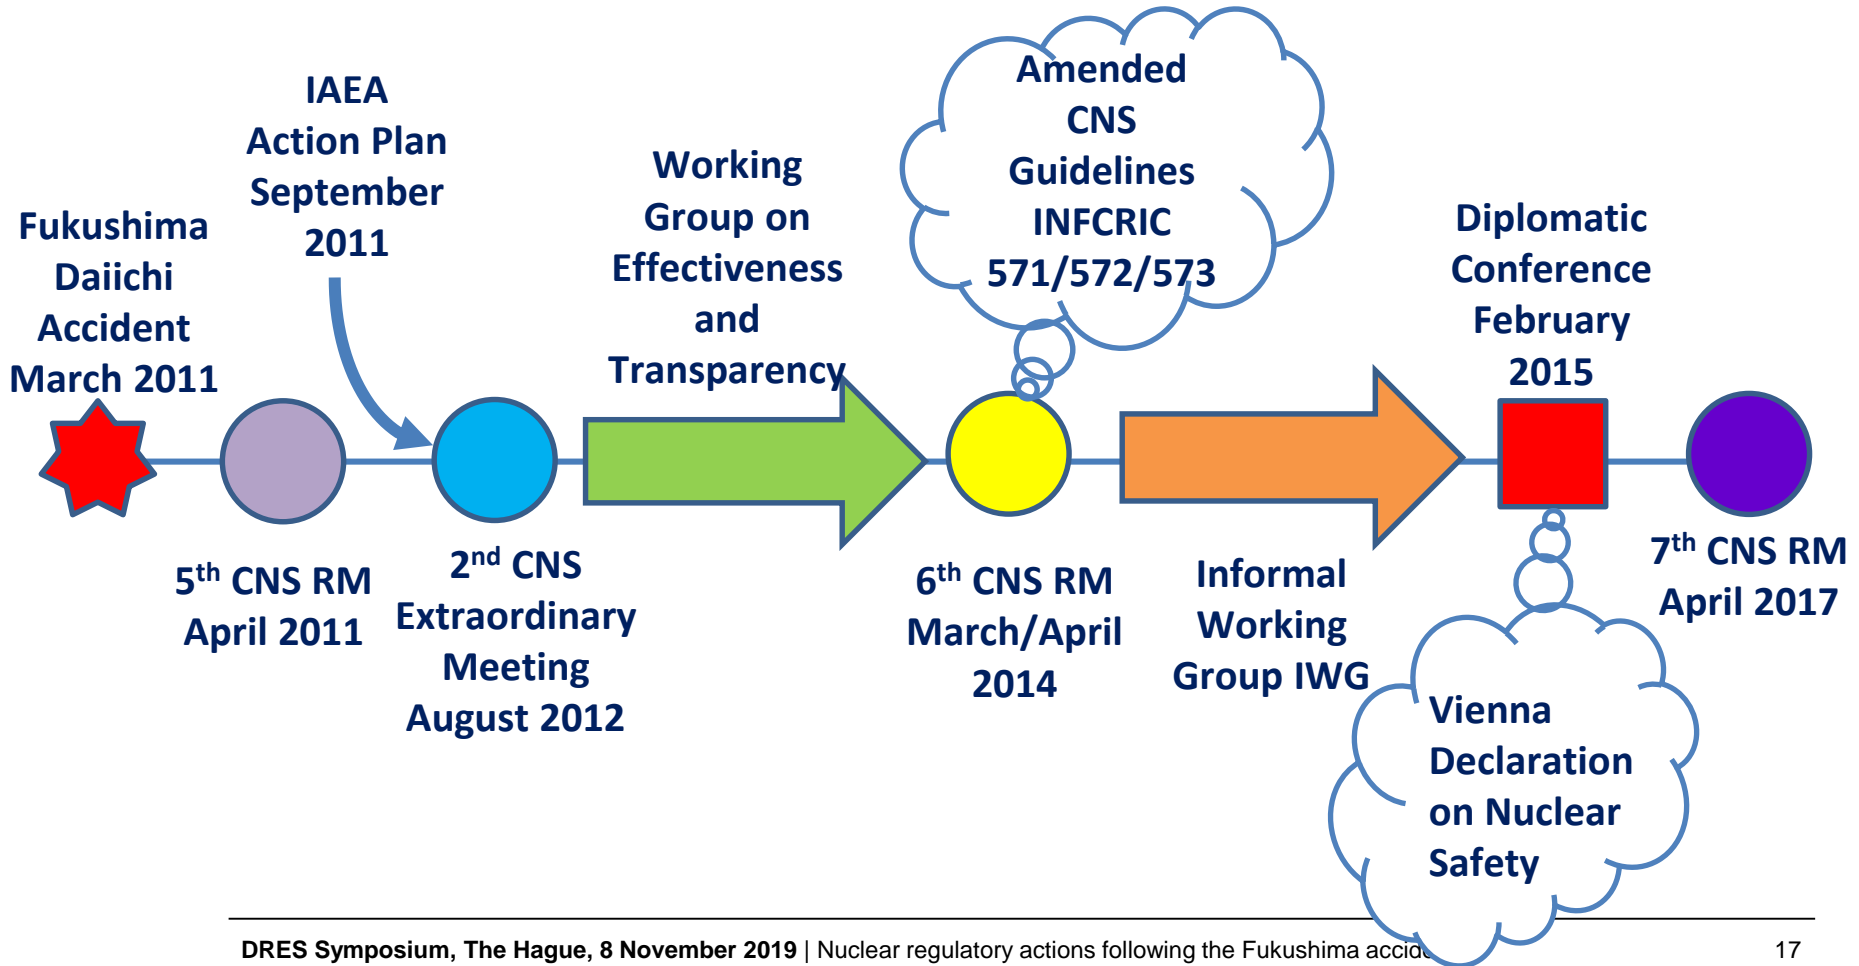 Fukushima
Daiichi
Accident
March 2011
IAEA
Action Plan
September
2011
Working
Group on
Effectiveness
and
Transparency
Amended
CNS
Guidelines
INFCRIC
571/572/573
Diplomatic
Conference
February
2015
5th CNS RM
April 2011
2nd CNS
Extraordinary
Meeting
August 2012
6th CNS RM
March/April
2014
Informal
Working
Group IWG
7th CNS RM
April 2017
Vienna
Declaration
on Nuclear
Safety
DRES Symposium, The Hague, 8 November 2019 | Nuclear regulatory actions following the Fukushima 17